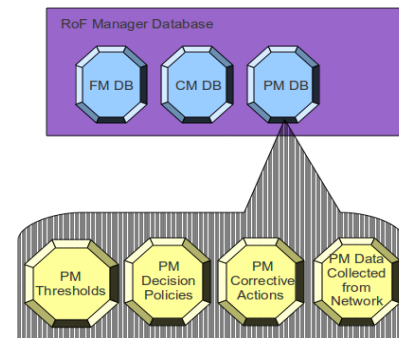 RoF Manager Database
FM DB
CM DB
PM DB
PM
Thresholds
PM
Decision
Policies
PM
Corrective
Actions
PM Data
Collected
from
Network